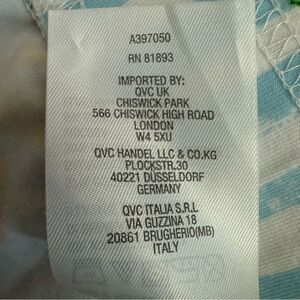 A397050
RN 81893
IMPORTED BY:
QVC UK
CHISWICK PARK
566 CHISWICK HIGH ROAD
LONDON
W4 5XU
QVC HANDEL LLC & CO.KG
PLOCKSTR.30
40221 DUSSELDORF
GERMANY
QVC ITALIA S.R.L
VIA GUZZINA 18
20861 BRUGHERIO(MB)
ITALY